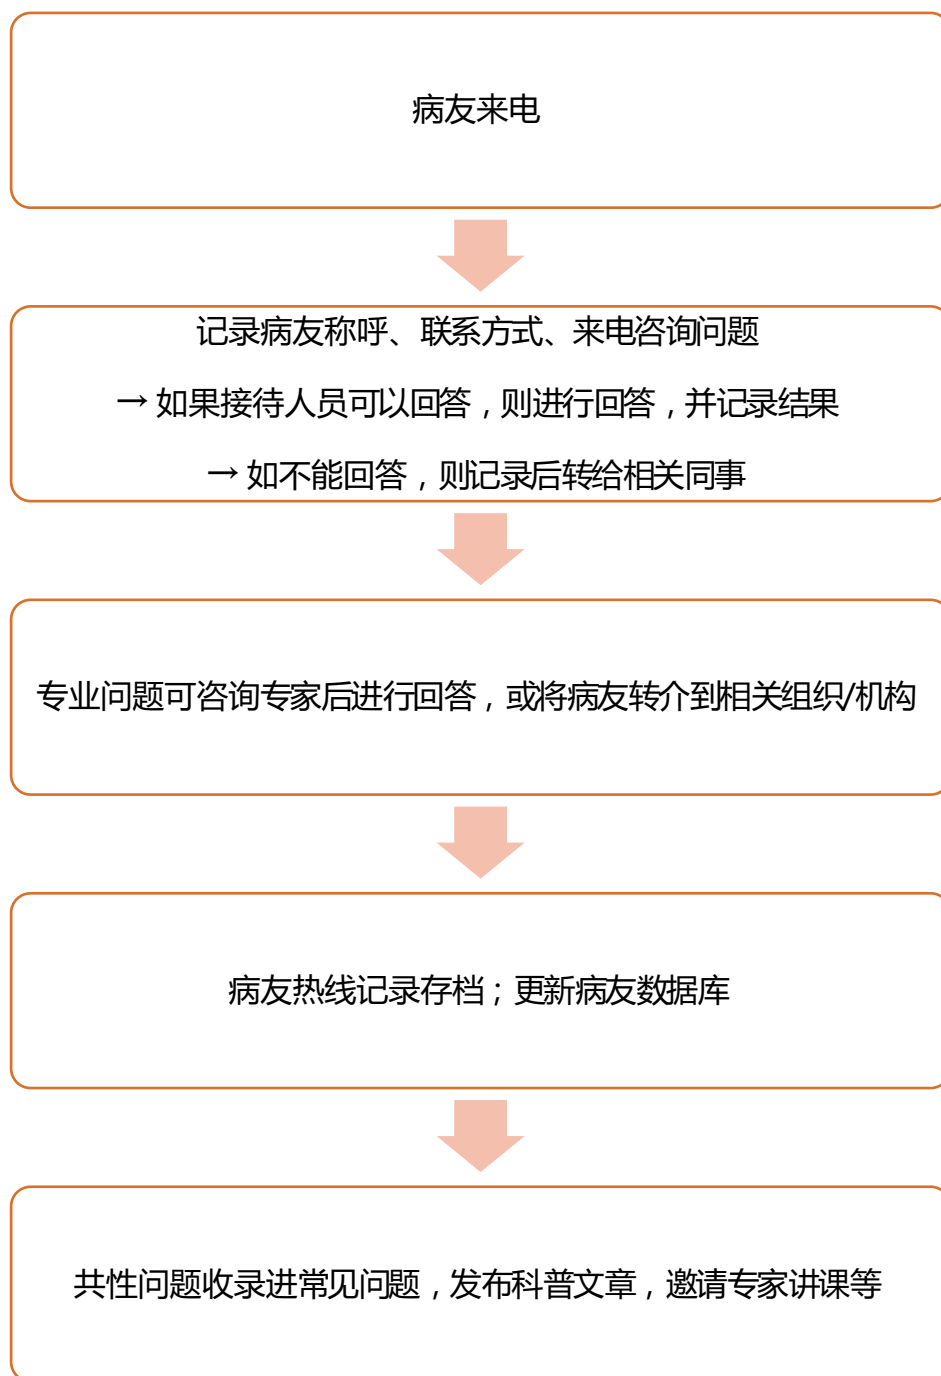 病友来电
记录病友称呼、联系方式、来电咨询问题
→ 如果接待人员可以回答，则进行回答，并记录结果
→ 如不能回答，则记录后转给相关同事
专业问题可咨询专家后进行回答，或将病友转介到相关组织/机构
病友热线记录存档；更新病友数据库
共性问题收录进常见问题，发布科普文章，邀请专家讲课等